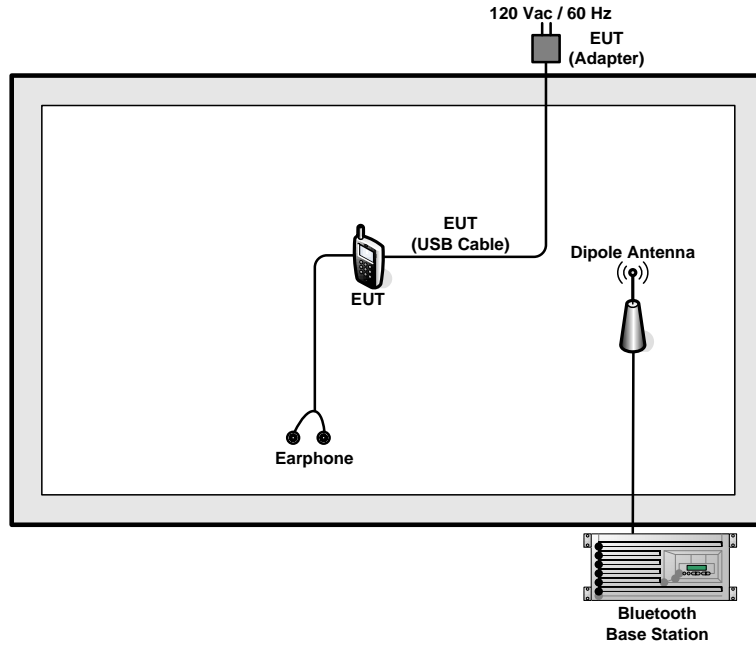 120 Vac / 60 Hz
EUT
(Adapter)
EUT
(USB Cable)
Dipole Antenna
EUT
Earphone
Bluetooth
Base Station